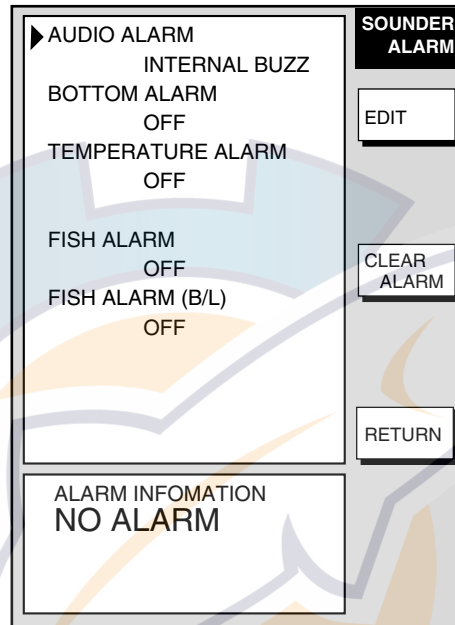 AUDIO ALARM
INTERNAL BUZZ
BOTTOM ALARM
OFF
TEMPERATURE ALARM
OFF
FISH ALARM
OFF
FISH ALARM (B/L)
OFF
ALARM INFOMATION
NO ALARM
SOUNDER
ALARM
EDIT
CLEAR
ALARM
RETURN